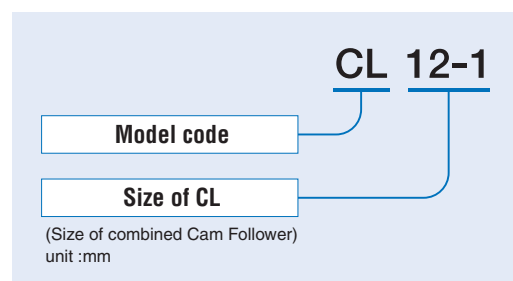 CL 12-1
Model code
Size of CL
(Size of combined Cam Follower)
unit :mm